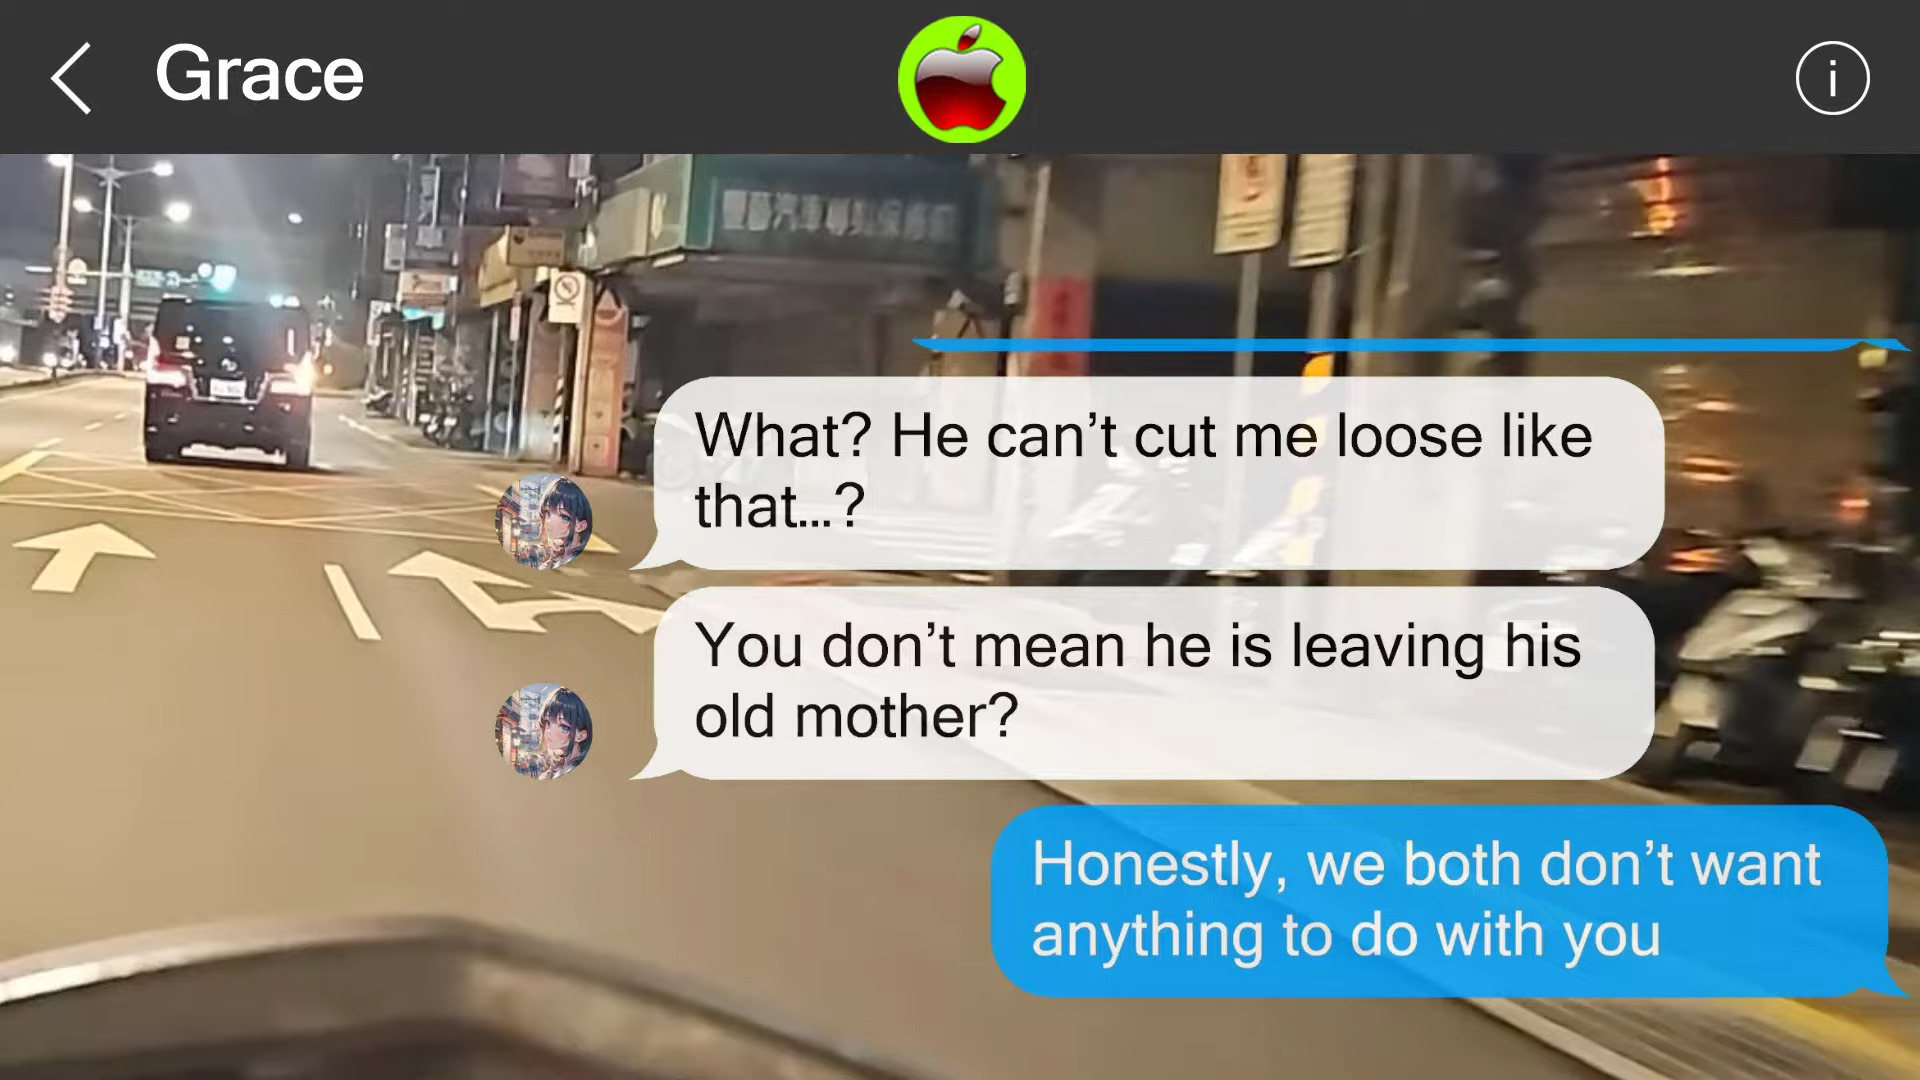 Grace
i
What? He can’t cut me loose like
that...?
You don’t mean he is leaving his
old mother?
Honestly, we both don’t want
anything to do with you